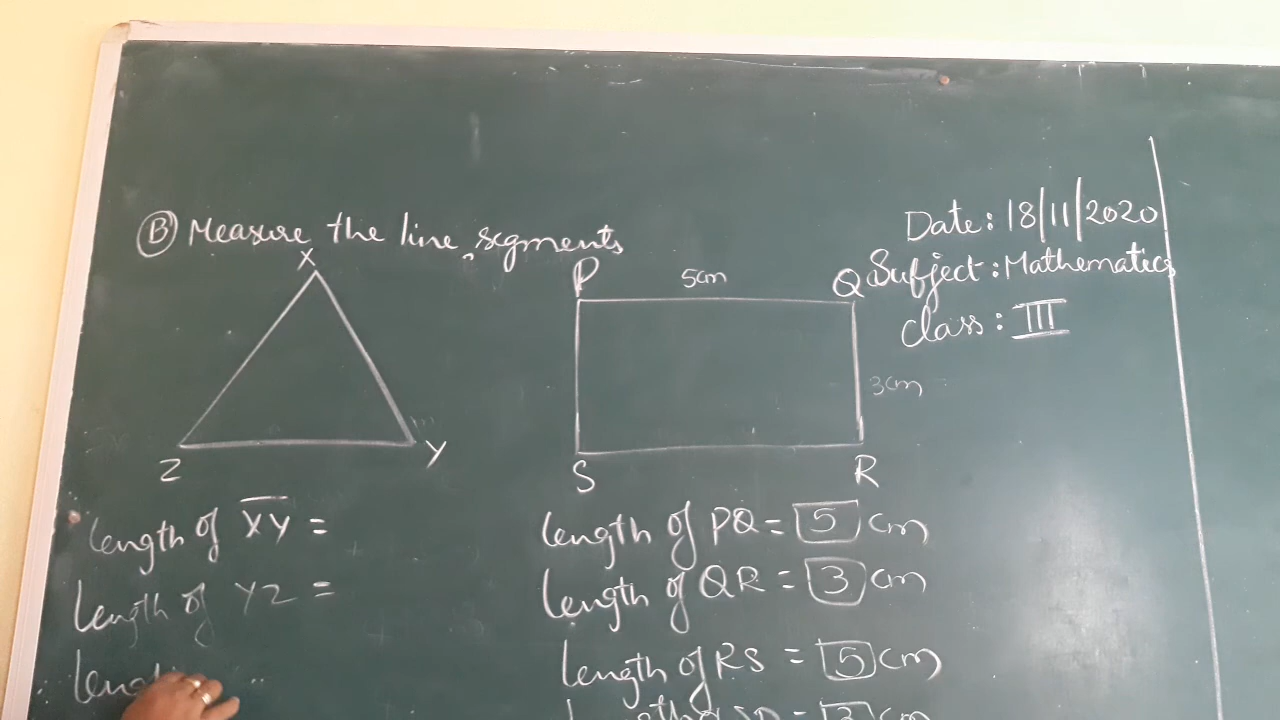 Ⓑ Measure the line segments
X
Z
Y
P
5cm
Q
3cm
S
R
Date: 18/11/2020
Subject: Mathematics
Class: III
length of XY =
length of YZ =
length
length of PQ = 5 cm
length of QR = 3 cm
length of RS = 5 cm